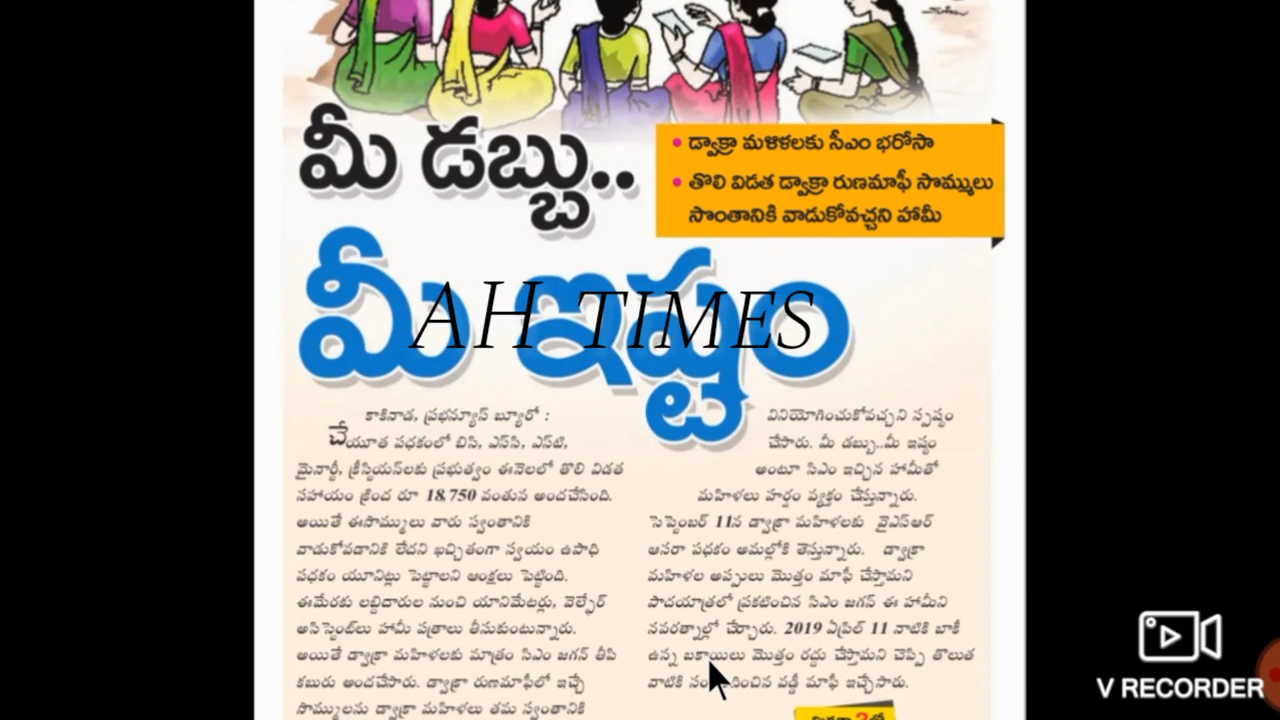 మీ డబ్బు..
• డ్వాక్రా మహిళలకు సీఎం భరోసా
• తొలి విడత డ్వాక్రా రుణమాఫీ సొమ్ములు
సొంతానికి వాడుకోవచ్చని హామీ
మీ ఇష్టం
AH TIMES
కాకినాడ, ప్రభన్యూస్ బ్యూరో :
చేయూత పథకంలో బిసి, ఎస్‌సి, ఎస్‌టి,
మైనార్టీ, క్రిస్టియన్‌లకు ప్రభుత్వం ఈనెలలో తొలి విడత
సహాయం క్రింద రూ 18,750 వంతున అందచేసింది.
అయితే ఈసొమ్ములు వారు స్వంతానికి
వాడుకోవడానికి లేదని ఖచ్చితంగా స్వయం ఉపాధి
పథకం యూనిట్లు పెట్టాలని ఆంక్షలు పెట్టింది.
ఈమేరకు లబ్దిదారుల నుంచి యానిమేటర్లు, వెల్ఫేర్
అసిస్టెంట్‌లు హామీ పత్రాలు తీసుకుంటున్నారు.
అయితే డ్వాక్రా మహిళలకు మాత్రం సిఎం జగన్ తీపి
కబురు అందచేసారు. డ్వాక్రా రుణమాఫీలో ఇచ్చే
సొమ్ములను డ్వాక్రా మహిళలు తమ స్వంతానికి
వినియోగించుకోవచ్చని స్పష్టం
చేసారు. మీ డబ్బు..మీ ఇష్టం
అంటూ సిఎం ఇచ్చిన హామీతో
మహిళలు హర్షం వ్యక్తం చేస్తున్నారు.
సెప్టెంబర్ 11న డ్వాక్రా మహిళలకు వైఎస్ఆర్
ఆసరా పథకం అమల్లోకి తెస్తున్నారు. డ్వాక్రా
మహిళల అప్పులు మొత్తం మాఫీ చేస్తామని
పాదయాత్రలో ప్రకటించిన సిఎం జగన్ ఈ హామీని
నవరత్నాల్లో చేర్చారు. 2019 ఏప్రిల్ 11 నాటికి బాకీ
ఉన్న బకాయిలు మొత్తం రద్దు చేస్తామని చెప్పి తొలుత
వాటికి వడ్డీ మాఫీ ఇచ్చేసారు.
V RECORDER